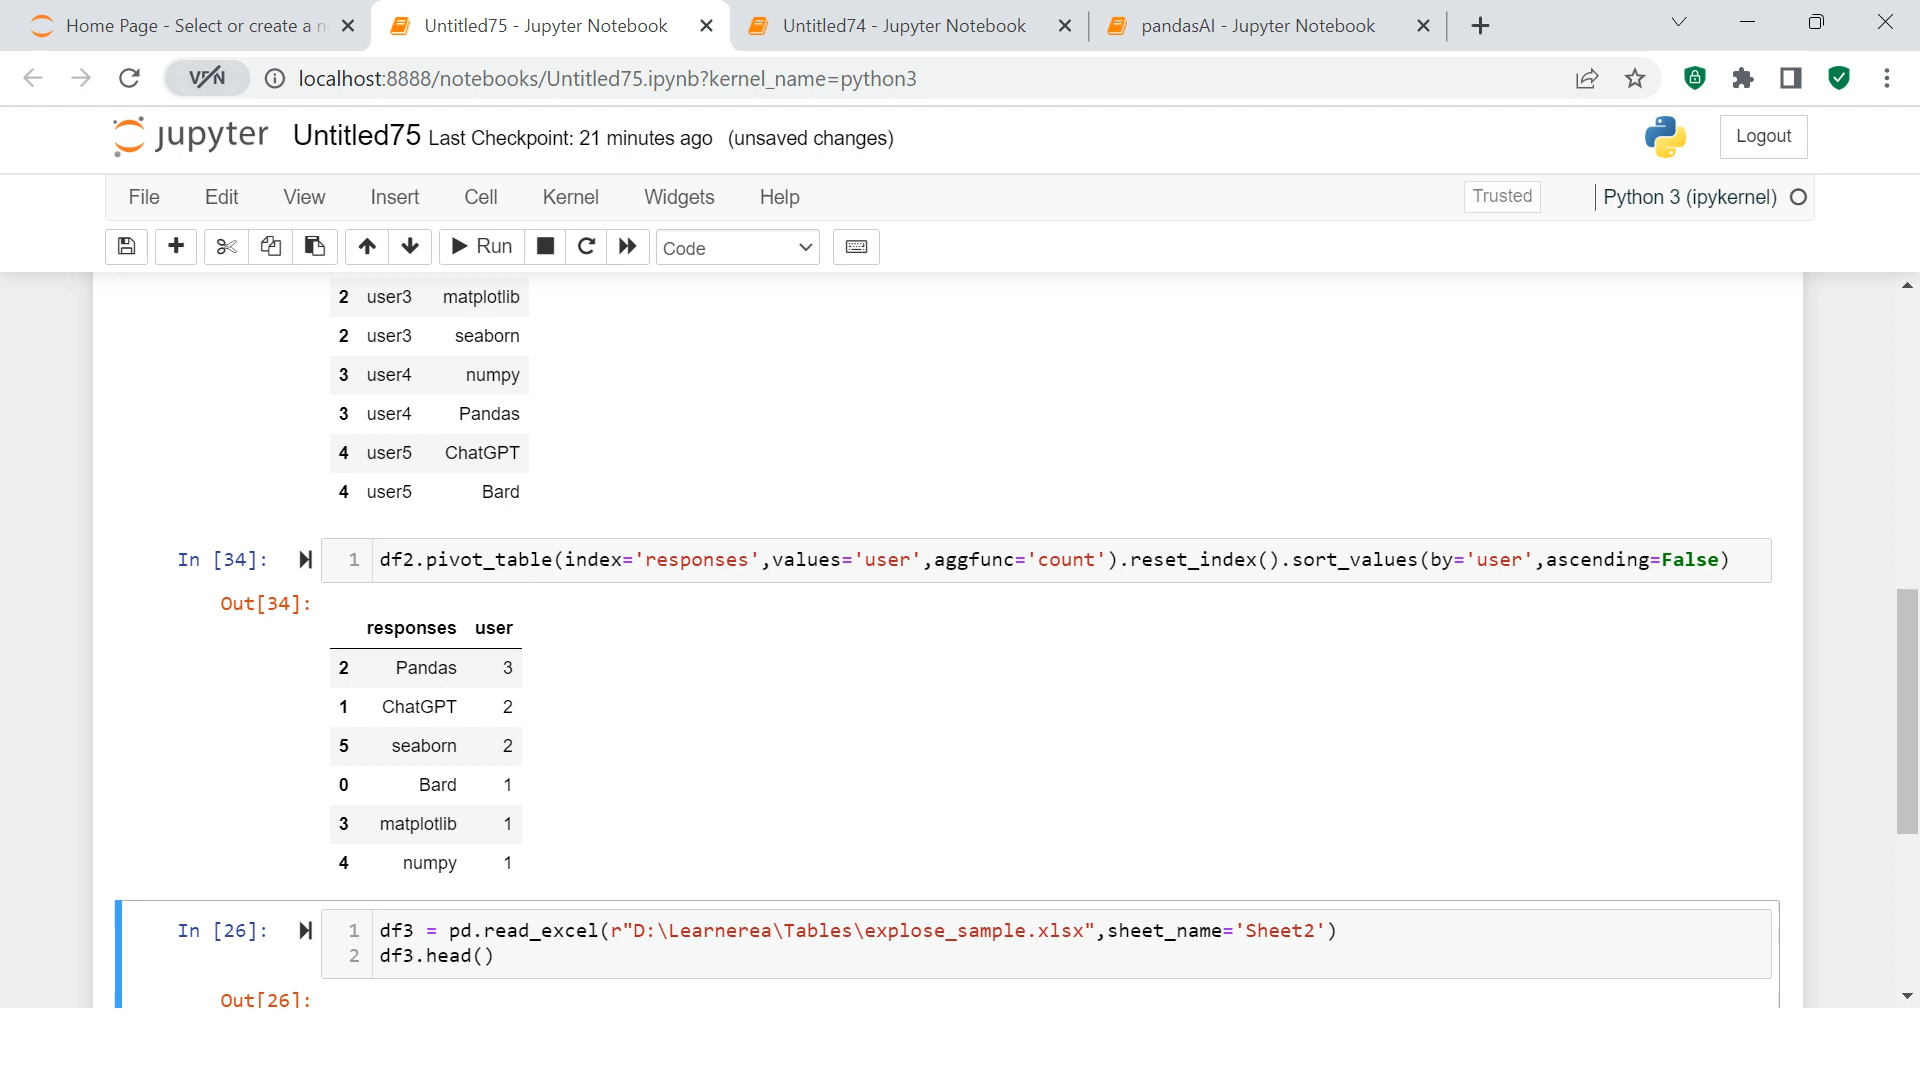 Home Page - Select or create a n
Untitled75 - Jupyter Notebook
Untitled74 - Jupyter Notebook
pandasAI - Jupyter Notebook
VPN
localhost:8888/notebooks/Untitled75.ipynb?kernel_name=python3
jupyter Untitled75 Last Checkpoint: 21 minutes ago (unsaved changes)
Logout
File Edit View Insert Cell Kernel Widgets Help
Trusted
Python 3 (ipykernel)
Run
Code
2 user3 matplotlib
2 user3 seaborn
3 user4 numpy
3 user4 Pandas
4 user5 ChatGPT
4 user5 Bard
In [34]: 1 df2.pivot_table(index='responses',values='user',aggfunc='count').reset_index().sort_values(by='user',ascending=False)
Out[34]:
responses user
2 Pandas 3
1 ChatGPT 2
5 seaborn 2
0 Bard 1
3 matplotlib 1
4 numpy 1
In [26]: 1 df3 = pd.read_excel(r"D:\Learnerea\Tables\explose_sample.xlsx",sheet_name='Sheet2')
2 df3.head()
Out[26]: